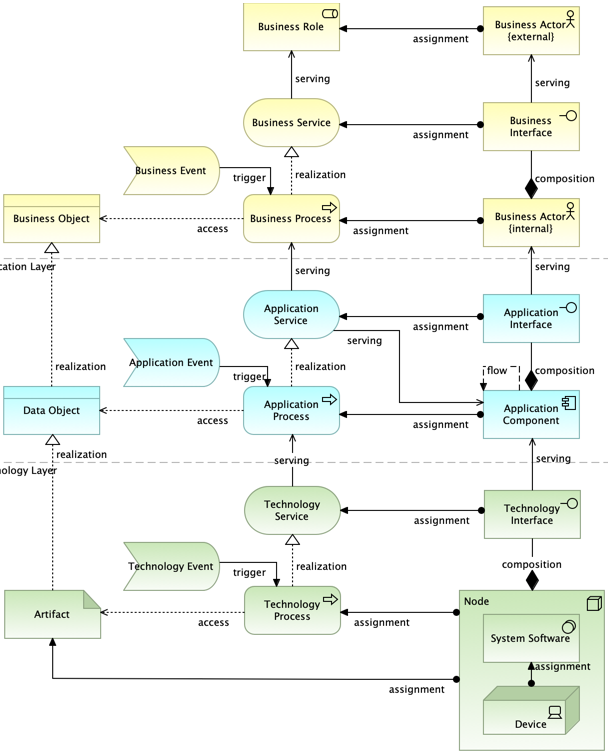 Business Role
assignment
Business Actor
{external}
serving
serving
Business Service
assignment
Business
Interface
Business Event
trigger
realization
composition
Business Object
access
Business Process
assignment
Business Actor
{internal}
cation Layer
serving
serving
Application
Service
assignment
Application
Interface
serving
Application Event
trigger
realization
flow
composition
realization
Data Object
access
Application
Process
assignment
Application
Component
realization
serving
serving
nology Layer
Technology
Service
assignment
Technology
Interface
Technology Event
trigger
realization
composition
Artifact
access
Technology
Process
assignment
Node
System Software
assignment
assignment
Device